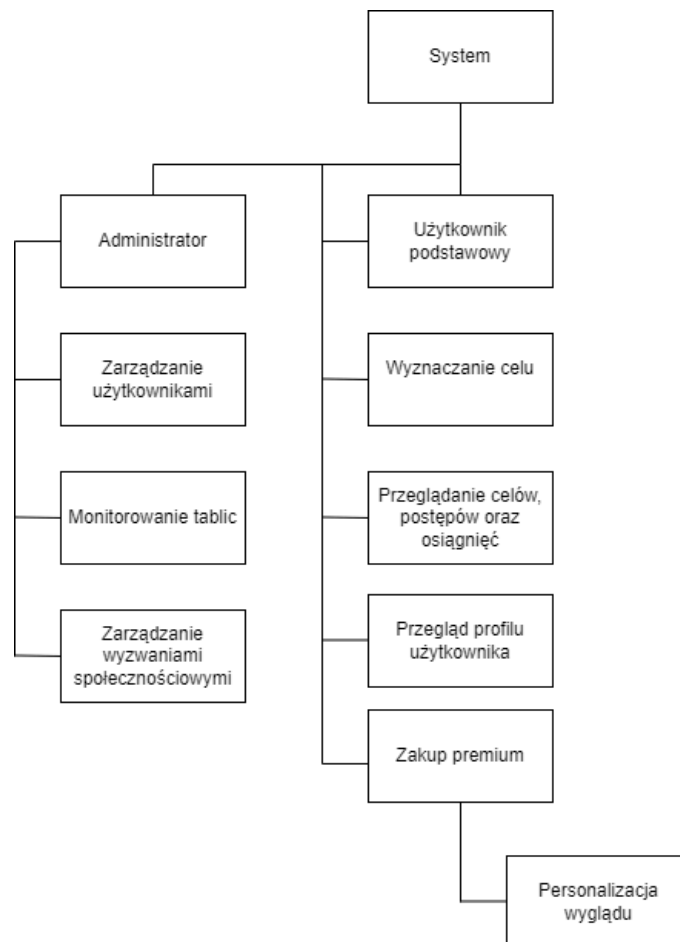 System
Administrator
Użytkownik
podstawowy
Zarządzanie
użytkownikami
Wyznaczanie celu
Monitorowanie tablic
Przeglądanie celów,
postępów oraz
osiągnięć
Zarządzanie
wyzwaniami
społecznościowymi
Przegląd profilu
użytkownika
Zakup premium
Personalizacja
wyglądu